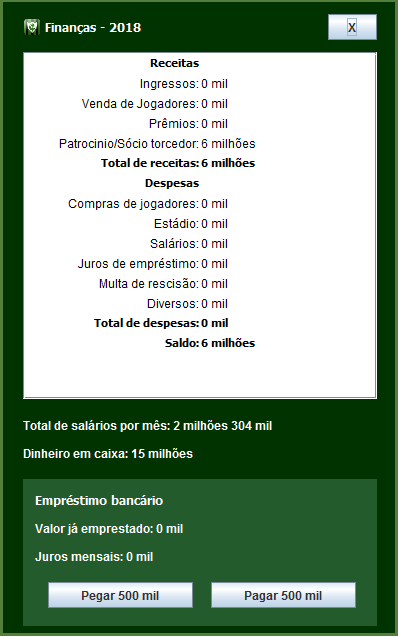 Finanças - 2018
X
Receitas
Ingressos: 0 mil
Venda de Jogadores: 0 mil
Prêmios: 0 mil
Patrocinio/Sócio torcedor: 6 milhões
Total de receitas: 6 milhões
Despesas
Compras de jogadores: 0 mil
Estádio: 0 mil
Salários: 0 mil
Juros de empréstimo: 0 mil
Multa de rescisão: 0 mil
Diversos: 0 mil
Total de despesas: 0 mil
Saldo: 6 milhões
Total de salários por mês: 2 milhões 304 mil
Dinheiro em caixa: 15 milhões
Empréstimo bancário
Valor já emprestado: 0 mil
Juros mensais: 0 mil
Pegar 500 mil
Pagar 500 mil